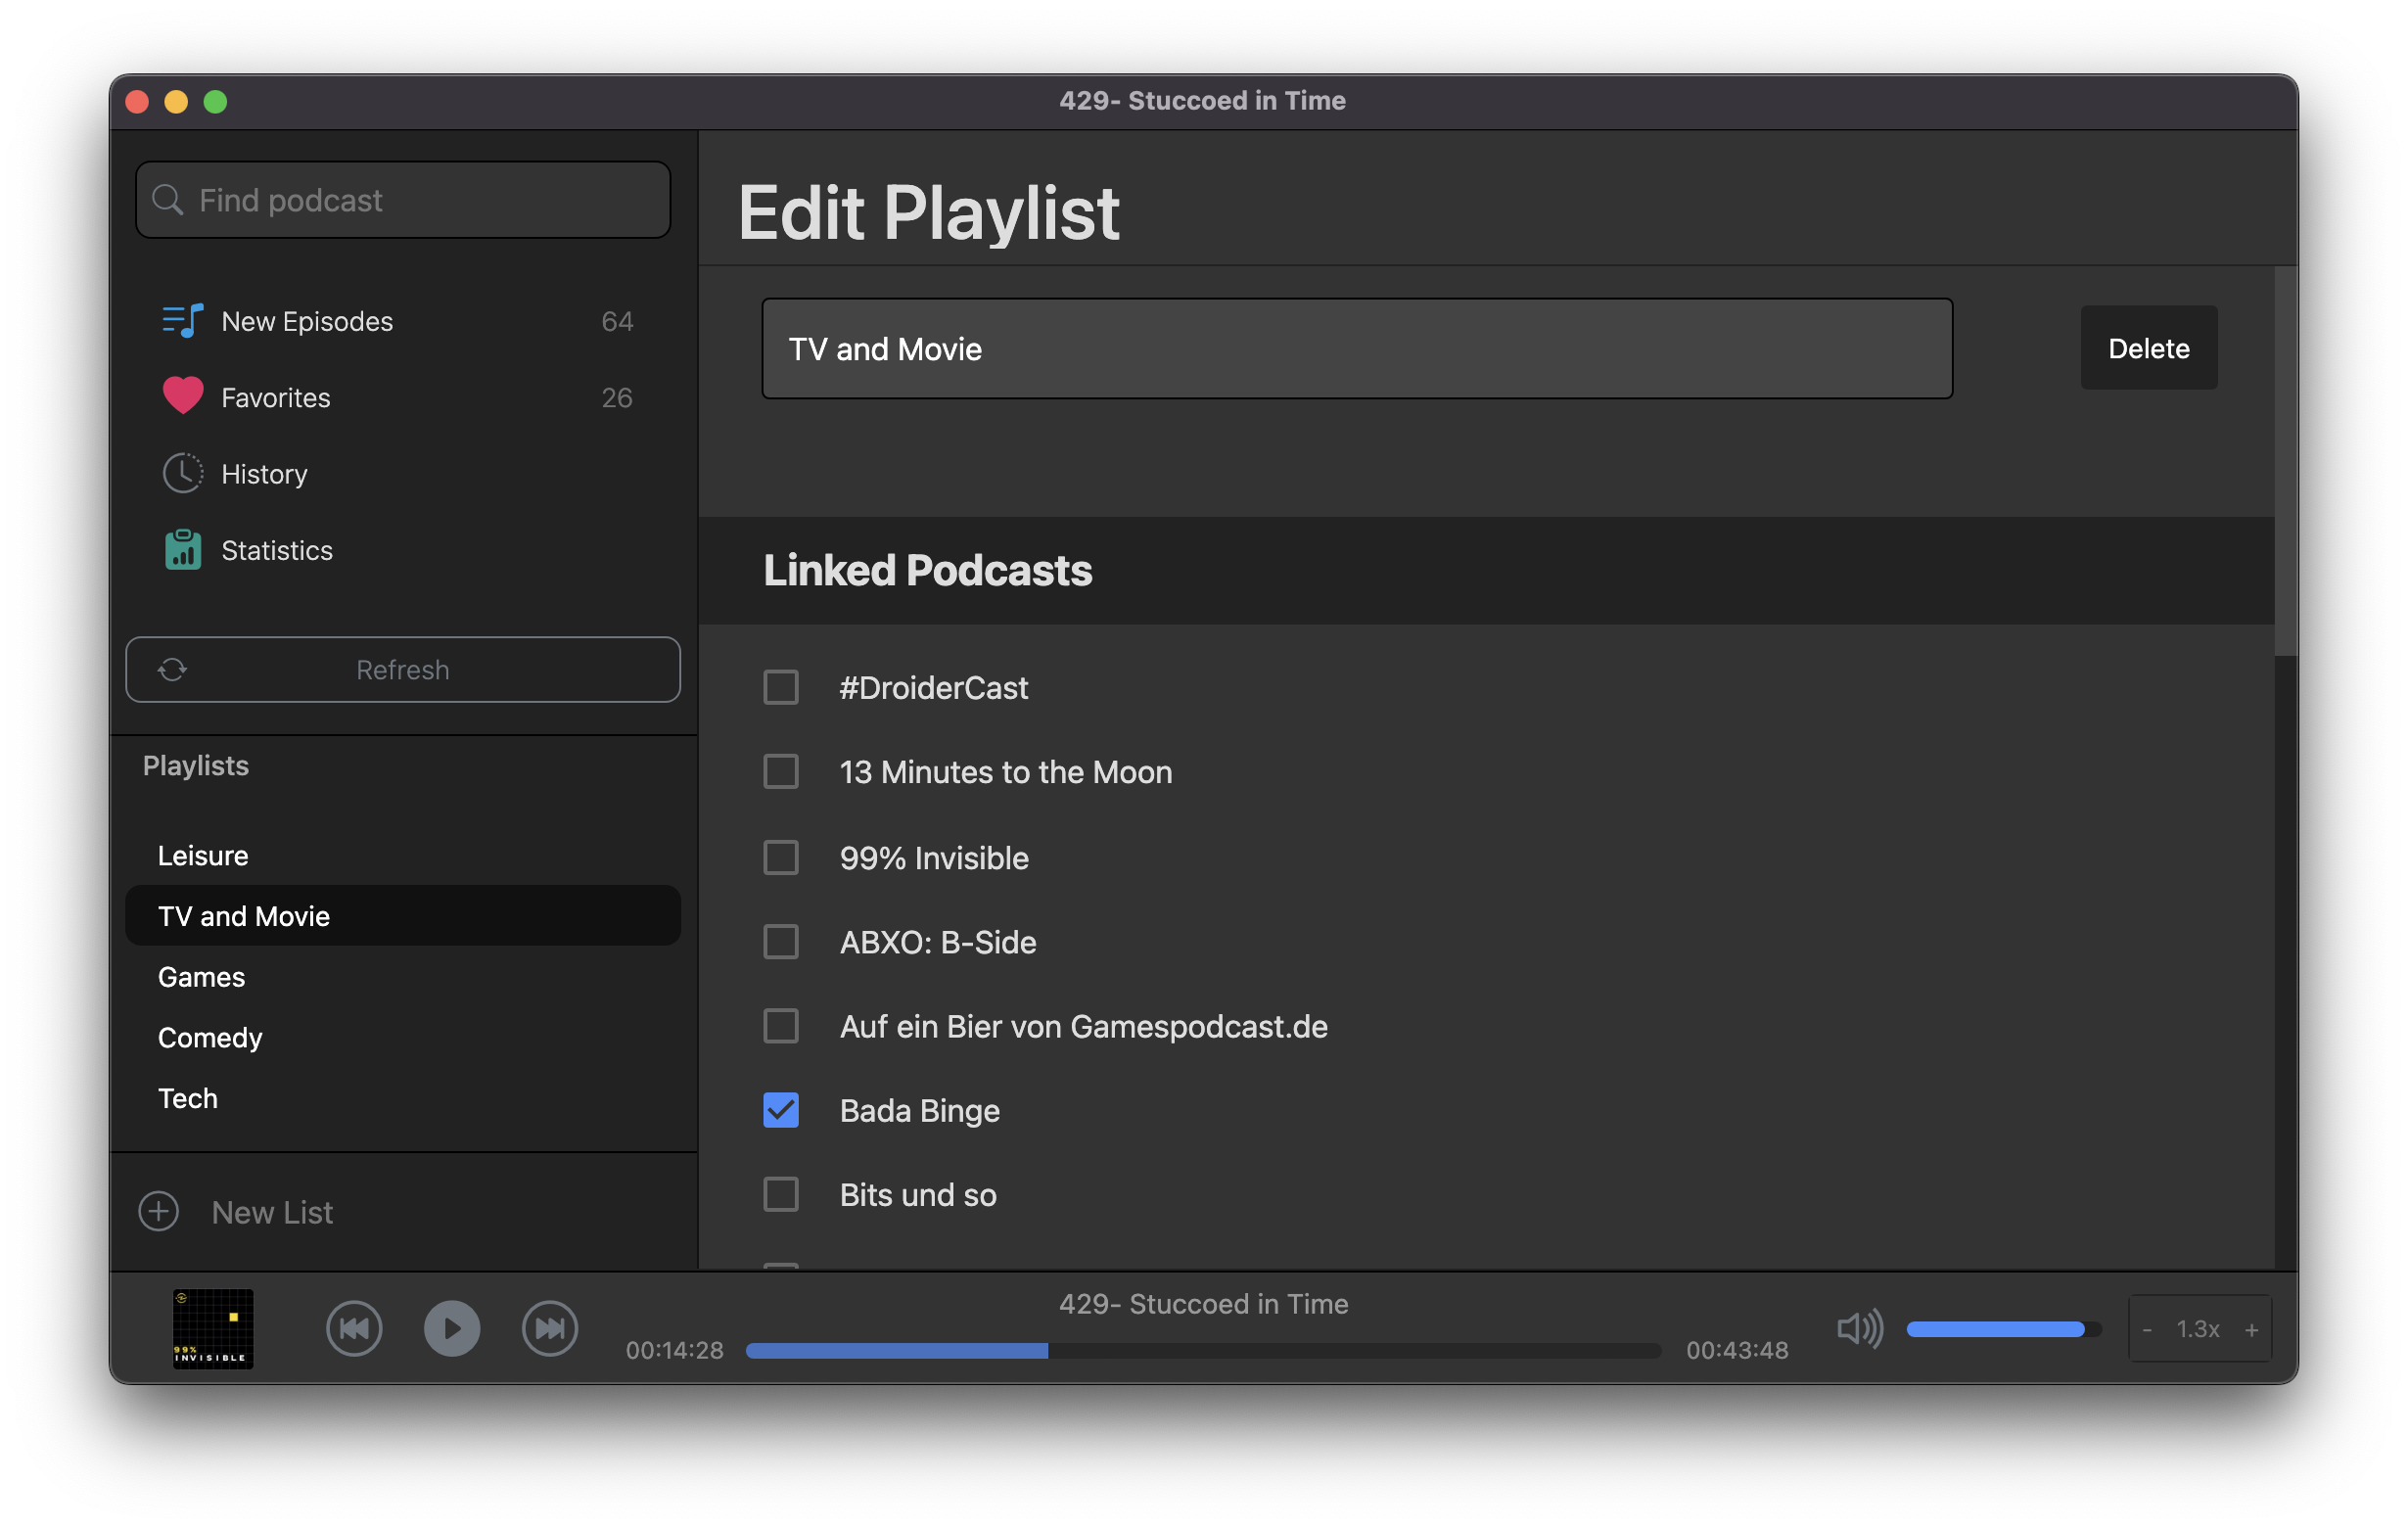 429- Stuccoed in Time
Find podcast
New Episodes 64
Favorites 26
History
Statistics
Refresh
Playlists
Leisure
TV and Movie
Games
Comedy
Tech
New List
Edit Playlist
TV and Movie
Delete
Linked Podcasts
#DroiderCast
13 Minutes to the Moon
99% Invisible
ABXO: B-Side
Auf ein Bier von Gamespodcast.de
Bada Binge
Bits und so
99%
INVISIBLE
429- Stuccoed in Time
00:14:28
00:43:48
- 1.3x +